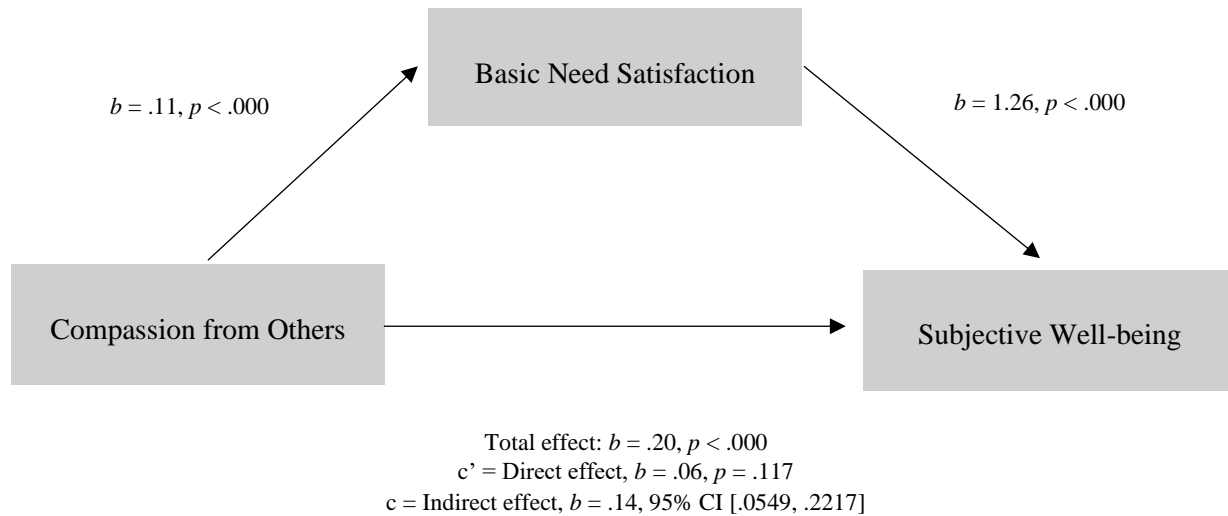 Basic Need Satisfaction
b = .11, p < .000
b = 1.26, p < .000
Compassion from Others
Subjective Well-being
Total effect: b = .20, p < .000
c’ = Direct effect, b = .06, p = .117
c = Indirect effect, b = .14, 95% CI [.0549, .2217]